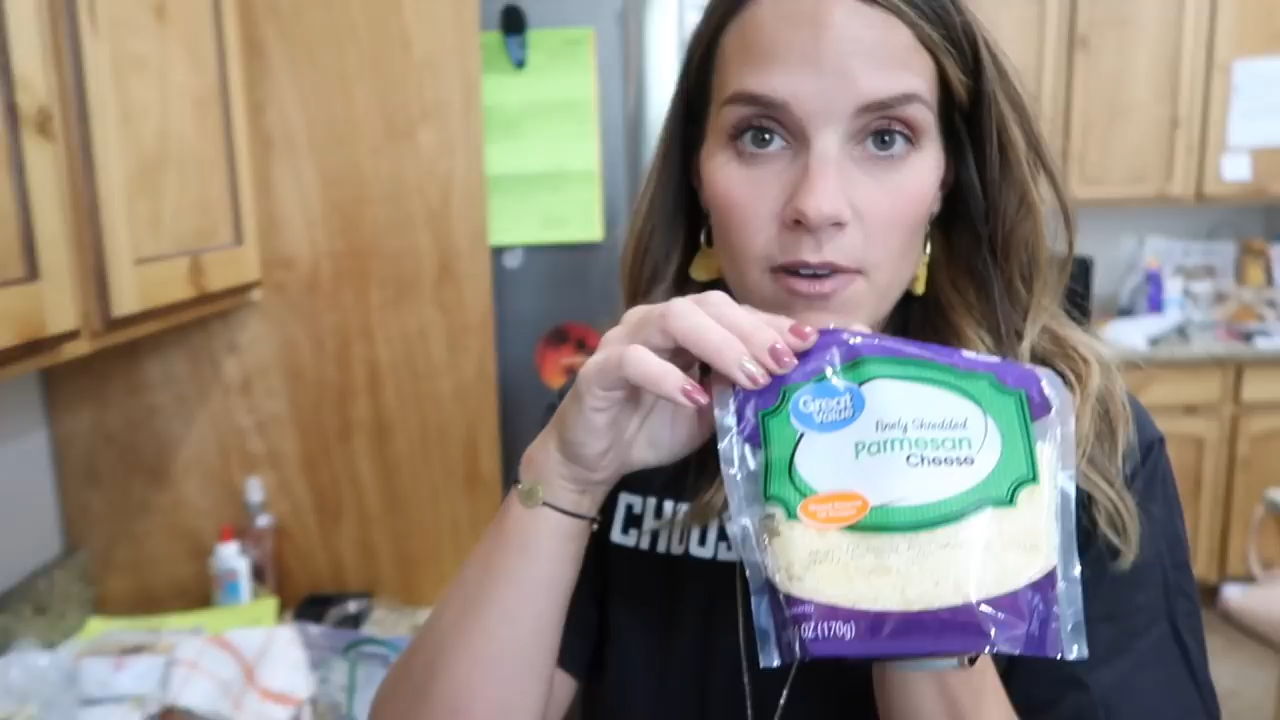 Great
Value
Finely Shredded
Parmesan
Cheese
CHOOS
OZ (170g)